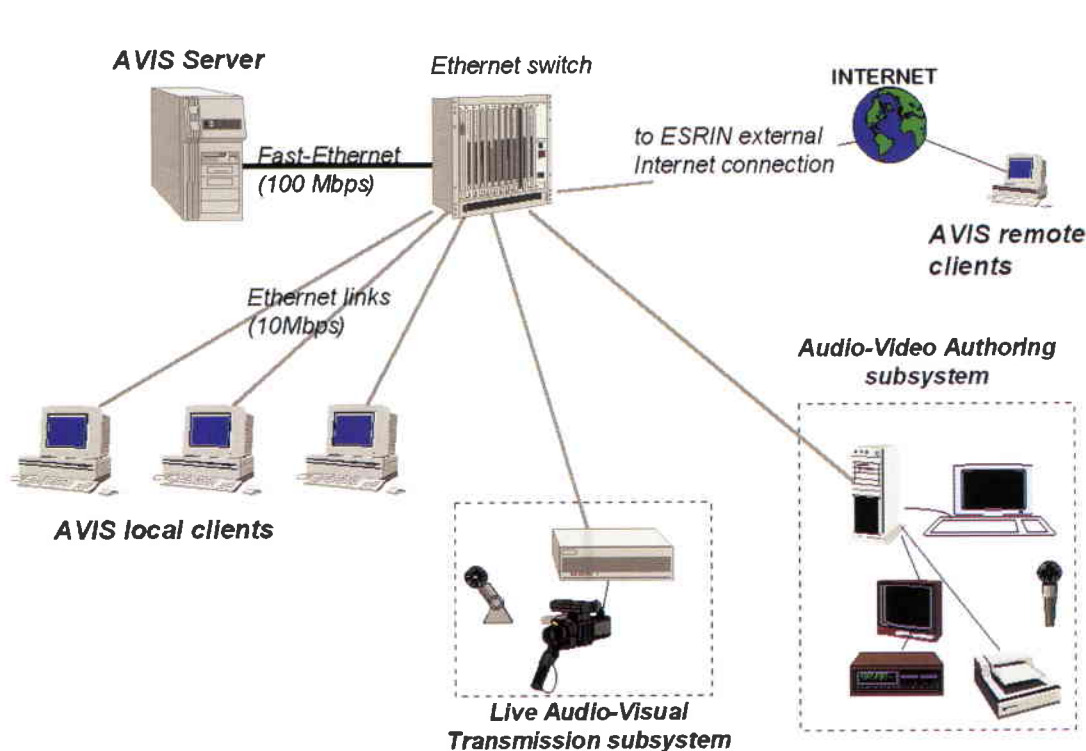 AVIS Server
Ethernet switch
INTERNET
Fast-Ethernet
(100 Mbps)
to ESRIN external
Internet connection
AVIS remote
clients
Ethernet links
(10Mbps)
Audio-Video Authoring
subsystem
AVIS local clients
Live Audio-Visual
Transmission subsystem